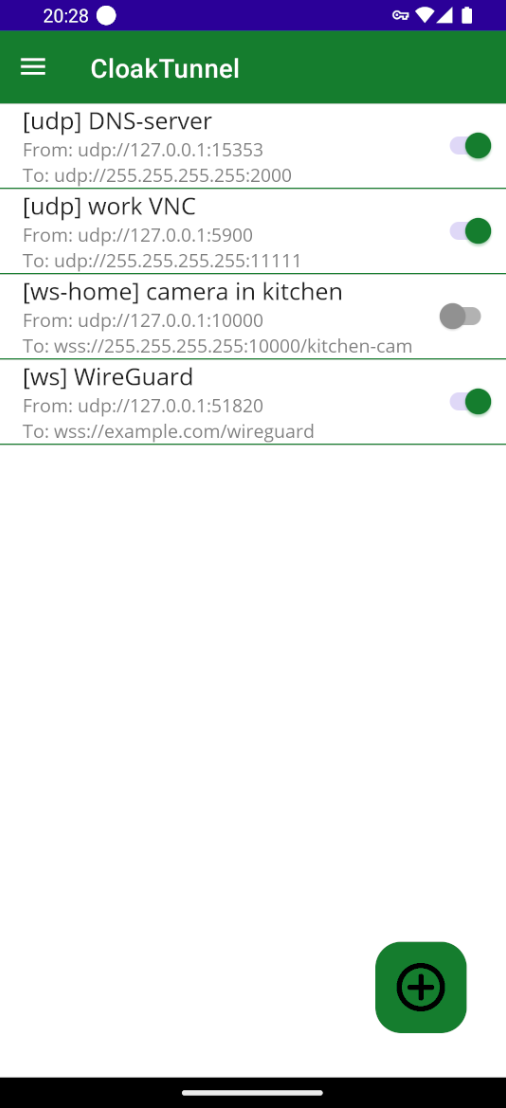 20:28
CloakTunnel
[udp] DNS-server
From: udp://127.0.0.1:15353
To: udp://255.255.255.255:2000
[udp] work VNC
From: udp://127.0.0.1:5900
To: udp://255.255.255.255:11111
[ws-home] camera in kitchen
From: udp://127.0.0.1:10000
To: wss://255.255.255.255:10000/kitchen-cam
[ws] WireGuard
From: udp://127.0.0.1:51820
To: wss://example.com/wireguard